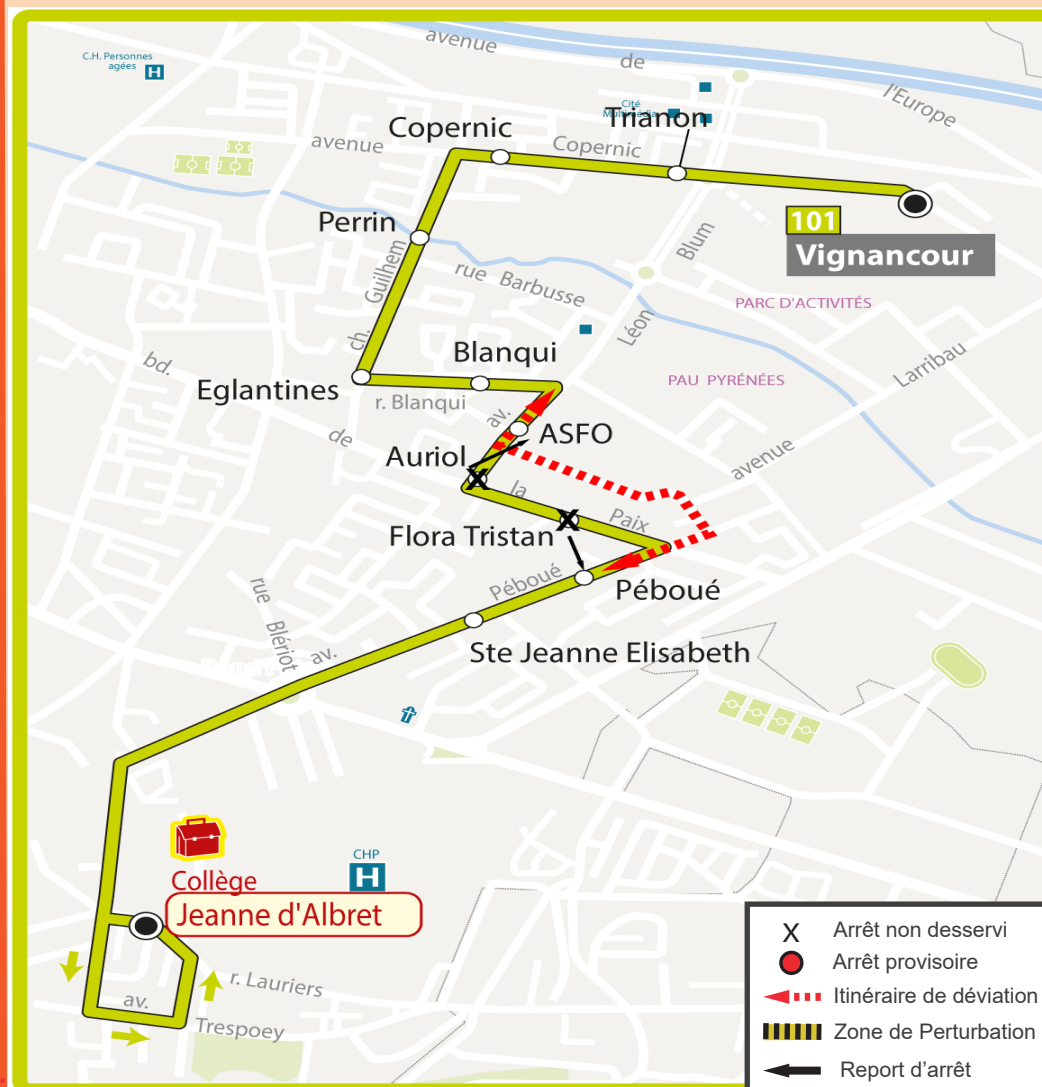 avenue de l'Europe
C.H. Personnes
agées
H
Cité
Multimédia
Trianon
Copernic
avenue Copernic
Perrin
ch. Guilhem
rue Barbusse
Léon Blum
101
Vignancour
PARC D'ACTIVITÉS
PAU PYRÉNÉES
avenue Larribau
Blanqui
Eglantines
r. Blanqui
bd. de la Paix
av.
ASFO
Auriol
X
X
Flora Tristan
Péboué
av. Péboué
Ste Jeanne Elisabeth
rue Blériot
CHP
H
Collège
Jeanne d'Albret
r. Lauriers
av. Trespoey
X Arrêt non desservi
Arrêt provisoire
Itinéraire de déviation
Zone de Perturbation
Report d’arrêt